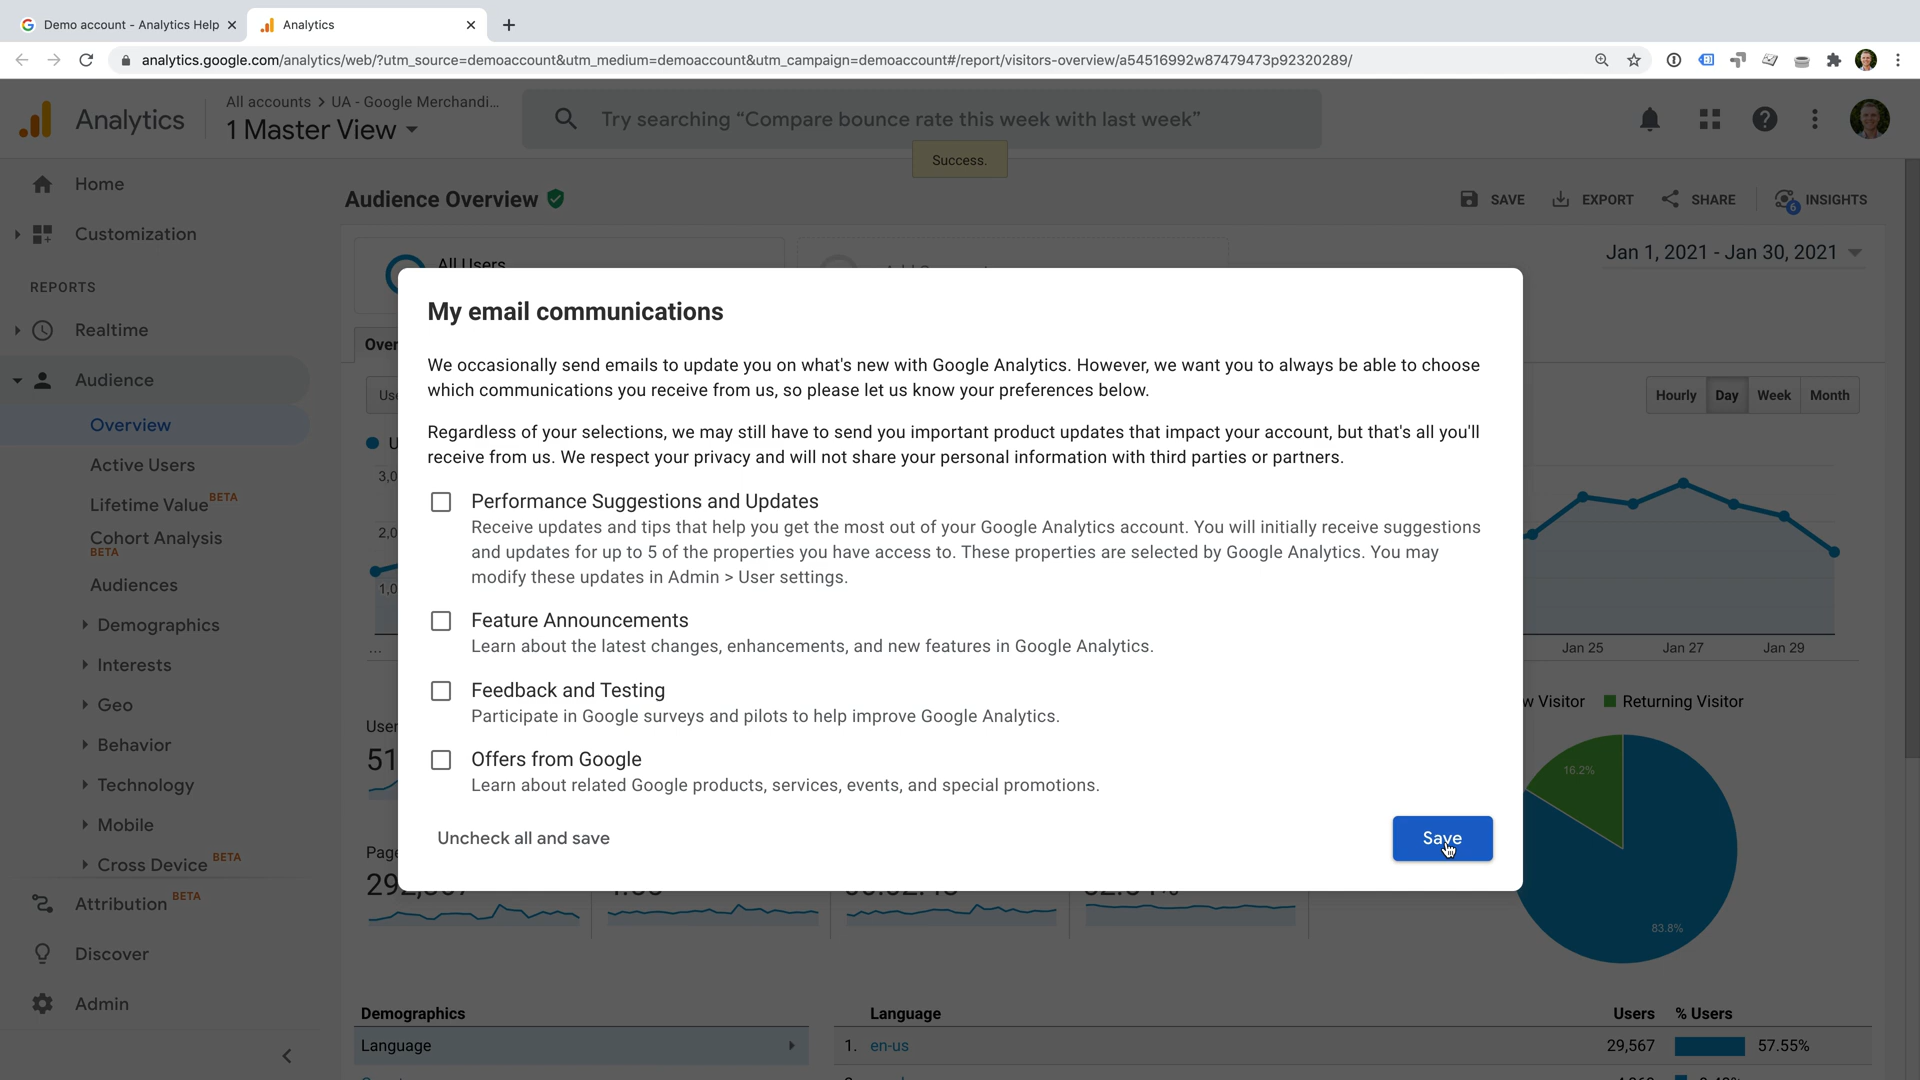 Demo account - Analytics Help
Analytics
analytics.google.com/analytics/web/?utm_source=demoaccount&utm_medium=demoaccount&utm_campaign=demoaccount#/report/visitors-overview/a54516992w87479473p92320289/
Analytics
All accounts > UA - Google Merchandi...
1 Master View
Try searching “Compare bounce rate this week with last week”
Success.
Home
Customization
REPORTS
Realtime
Audience
Overview
Active Users
Lifetime Value BETA
Cohort Analysis
BETA
Audiences
Demographics
Interests
Geo
Behavior
Technology
Mobile
Cross Device BETA
Attribution BETA
Discover
Admin
Audience Overview
SAVE
EXPORT
SHARE
6
INSIGHTS
All Users
Jan 1, 2021 - Jan 30, 2021
Hourly
Day
Week
Month
My email communications
We occasionally send emails to update you on what's new with Google Analytics. However, we want you to always be able to choose
which communications you receive from us, so please let us know your preferences below.
Regardless of your selections, we may still have to send you important product updates that impact your account, but that's all you'll
receive from us. We respect your privacy and will not share your personal information with third parties or partners.
Performance Suggestions and Updates
Receive updates and tips that help you get the most out of your Google Analytics account. You will initially receive suggestions
and updates for up to 5 of the properties you have access to. These properties are selected by Google Analytics. You may
modify these updates in Admin > User settings.
Feature Announcements
Learn about the latest changes, enhancements, and new features in Google Analytics.
Feedback and Testing
Participate in Google surveys and pilots to help improve Google Analytics.
Offers from Google
Learn about related Google products, services, events, and special promotions.
Uncheck all and save
Save
...
Jan 25
Jan 27
Jan 29
Visitor
Returning Visitor
16.2%
83.8%
Demographics
Language
Language
Users
% Users
1.
en-us
29,567
57.55%